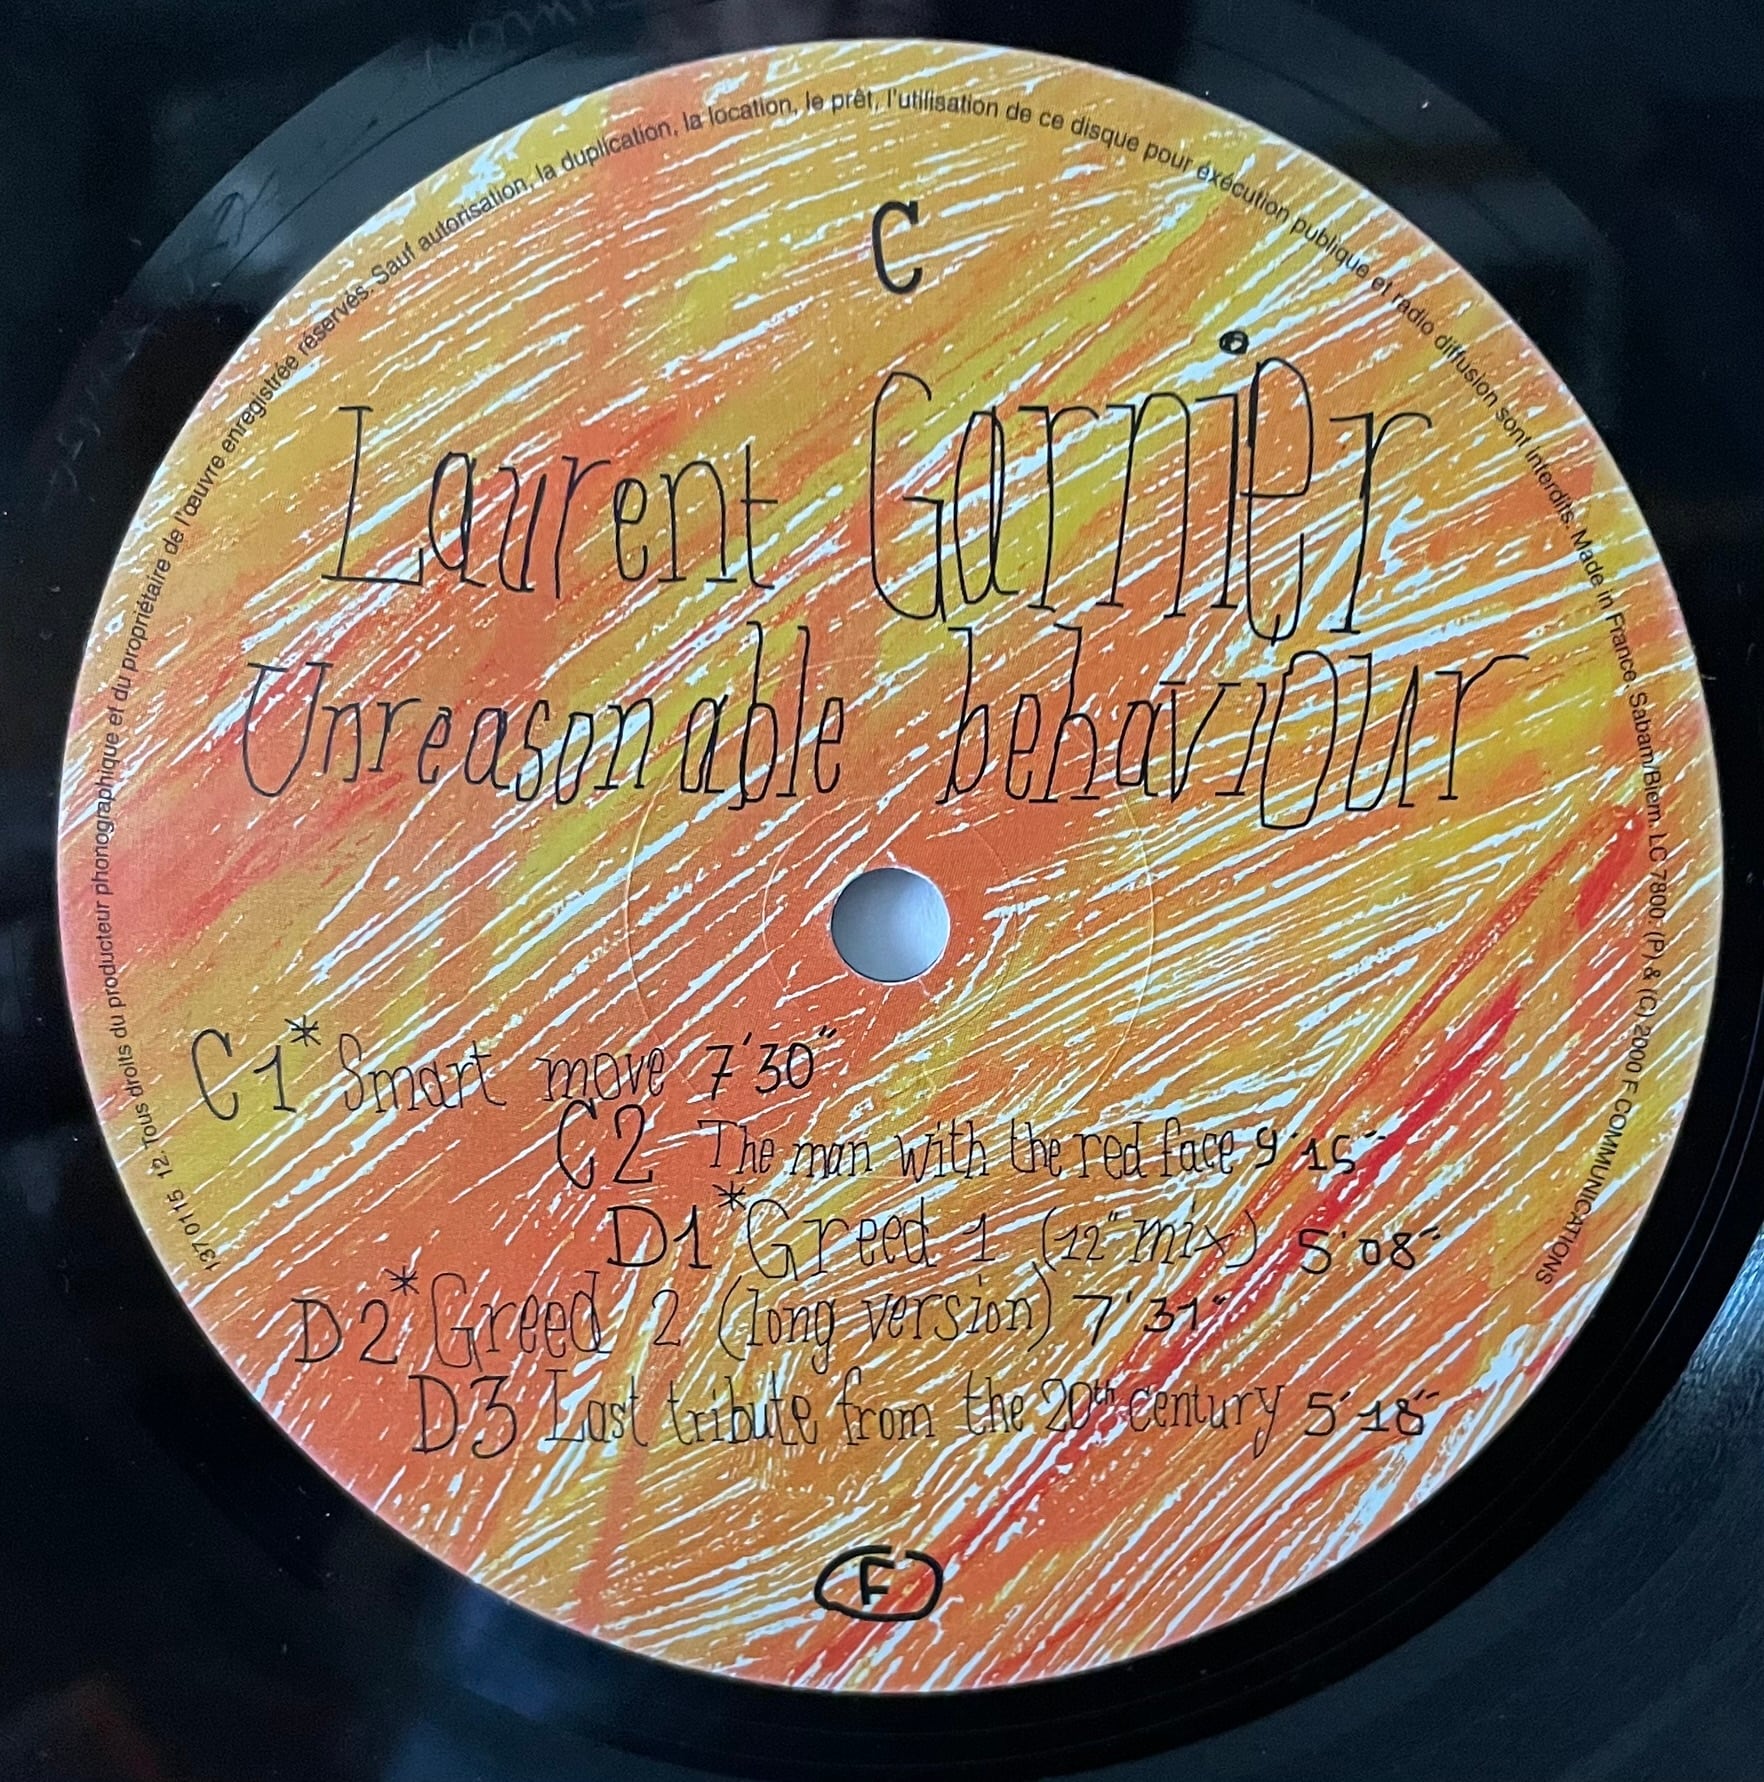 C
Laurent Garnier
Unreasonable behaviour
C1* Smart move 7'30"
C2 The man with the red face 9'15"
D1* Greed 1 (12" mix) 5'08"
D2* Greed 2 (long version) 7'31"
D3 Last tribute from the 20th century 5'18"
F
137 0115 12. Tous droits du producteur phonographique et du propriétaire de l'œuvre enregistrée réservés. Sauf autorisation, la duplication, la location, le prêt, l'utilisation de ce disque pour exécution publique et radio diffusion sont interdits. Made in France. Sabam/Biem. LC 7800. (P) & (C) 2000 F COMMUNICATIONS